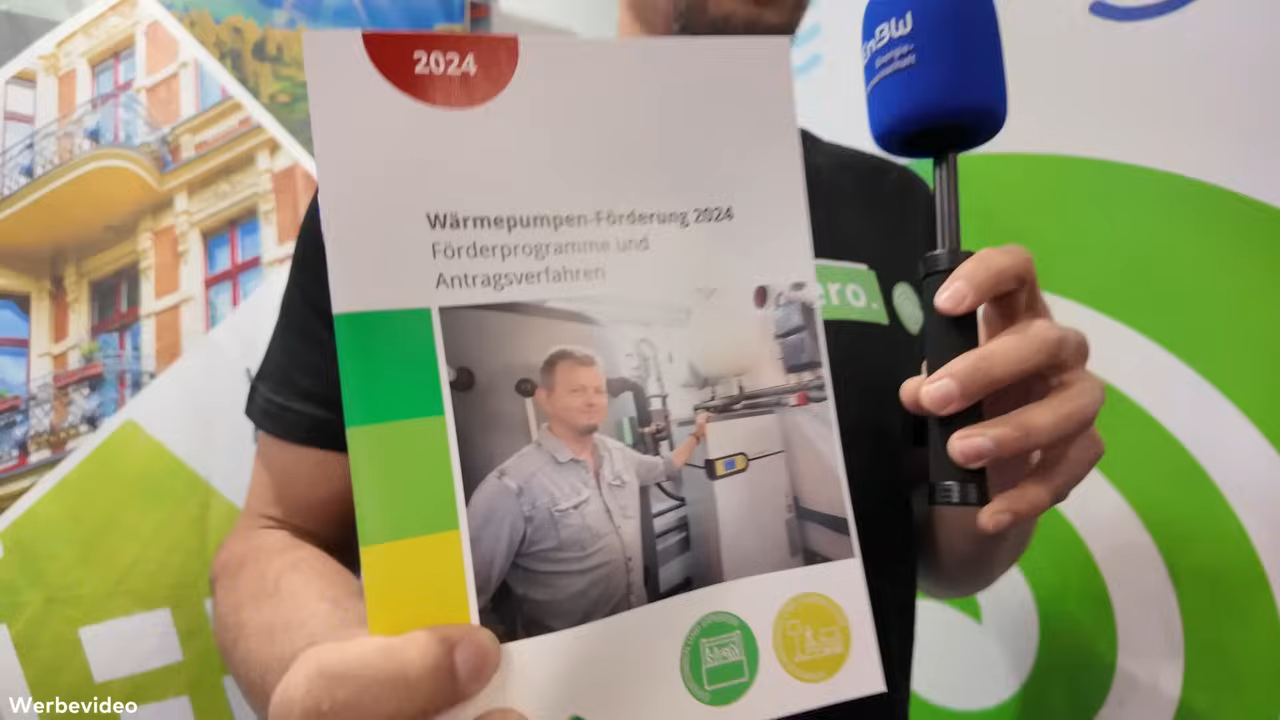 2024
EnBW
Wärmepumpen-Förderung 2024
Förderprogramme und
Antragsverfahren
ero.
Werbevideo